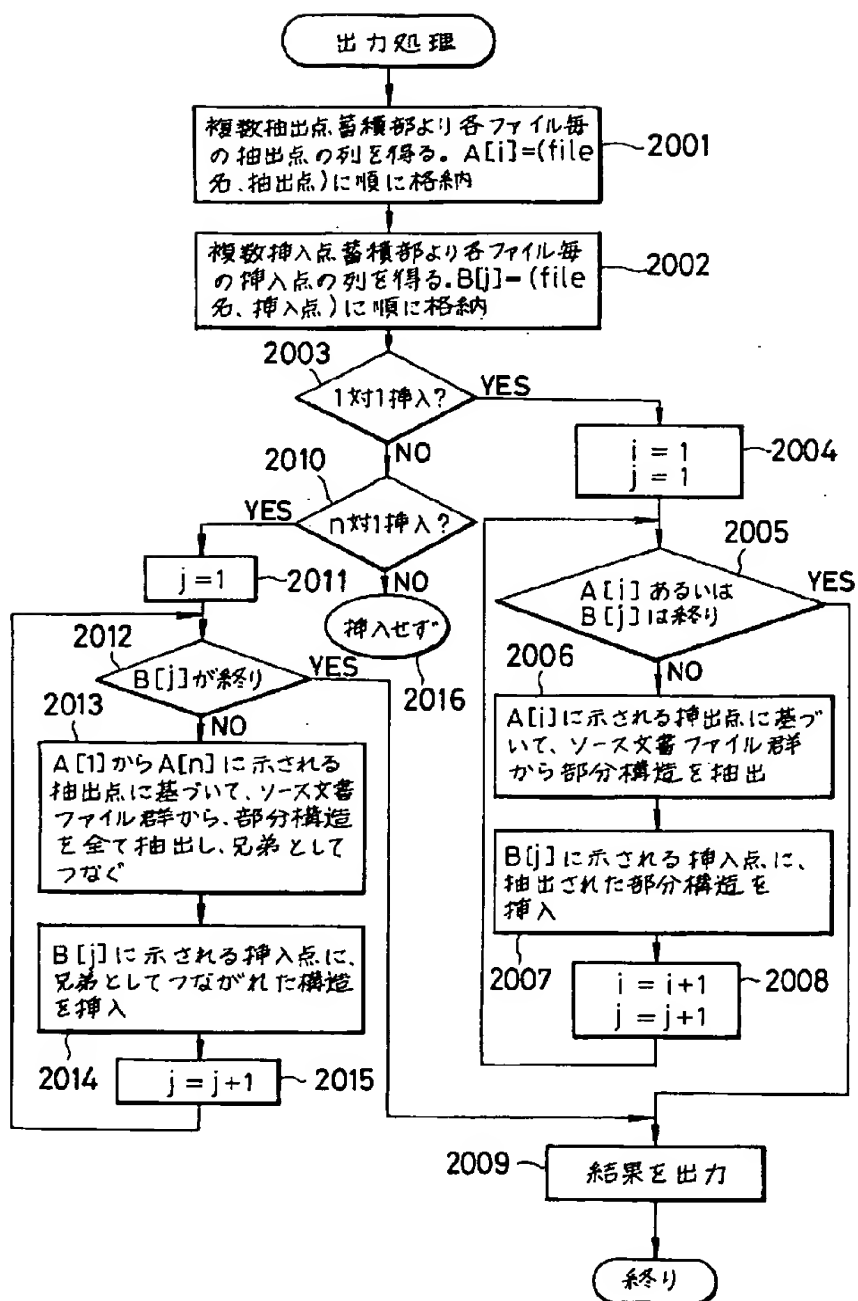 出力処理
複数抽出点蓄積部より各ファイル毎
の抽出点の列を得る。A[i]=(file
名、抽出点)に順に格納
2001
複数挿入点蓄積部より各ファイル毎
の挿入点の列を得る.B[j]=(file
名、挿入点)に順に格納
2002
2003
1対1挿入?
YES
NO
i = 1
j = 1
2004
2010
n対1挿入?
YES
NO
挿入せず
2016
j=1
2011
2005
A[i]あるいは
B[j]は終り
YES
NO
2012
B[j]が終り
YES
NO
2006
A[i]に示される抽出点に基づ
いて、ソース文書ファイル群
から部分構造を抽出
2013
A[1]からA[n]に示される
抽出点に基づいて、ソース文書
ファイル群から、部分構造
を全て抽出し、兄弟として
つなぐ
B[j]に示される挿入点に、
抽出された部分構造を
挿入
2007
B[j]に示される挿入点に、
兄弟としてつながれた構造
を挿入
2014
i = i+1
j = j+1
2008
j = j+1
2015
2009
結果を出力
終り